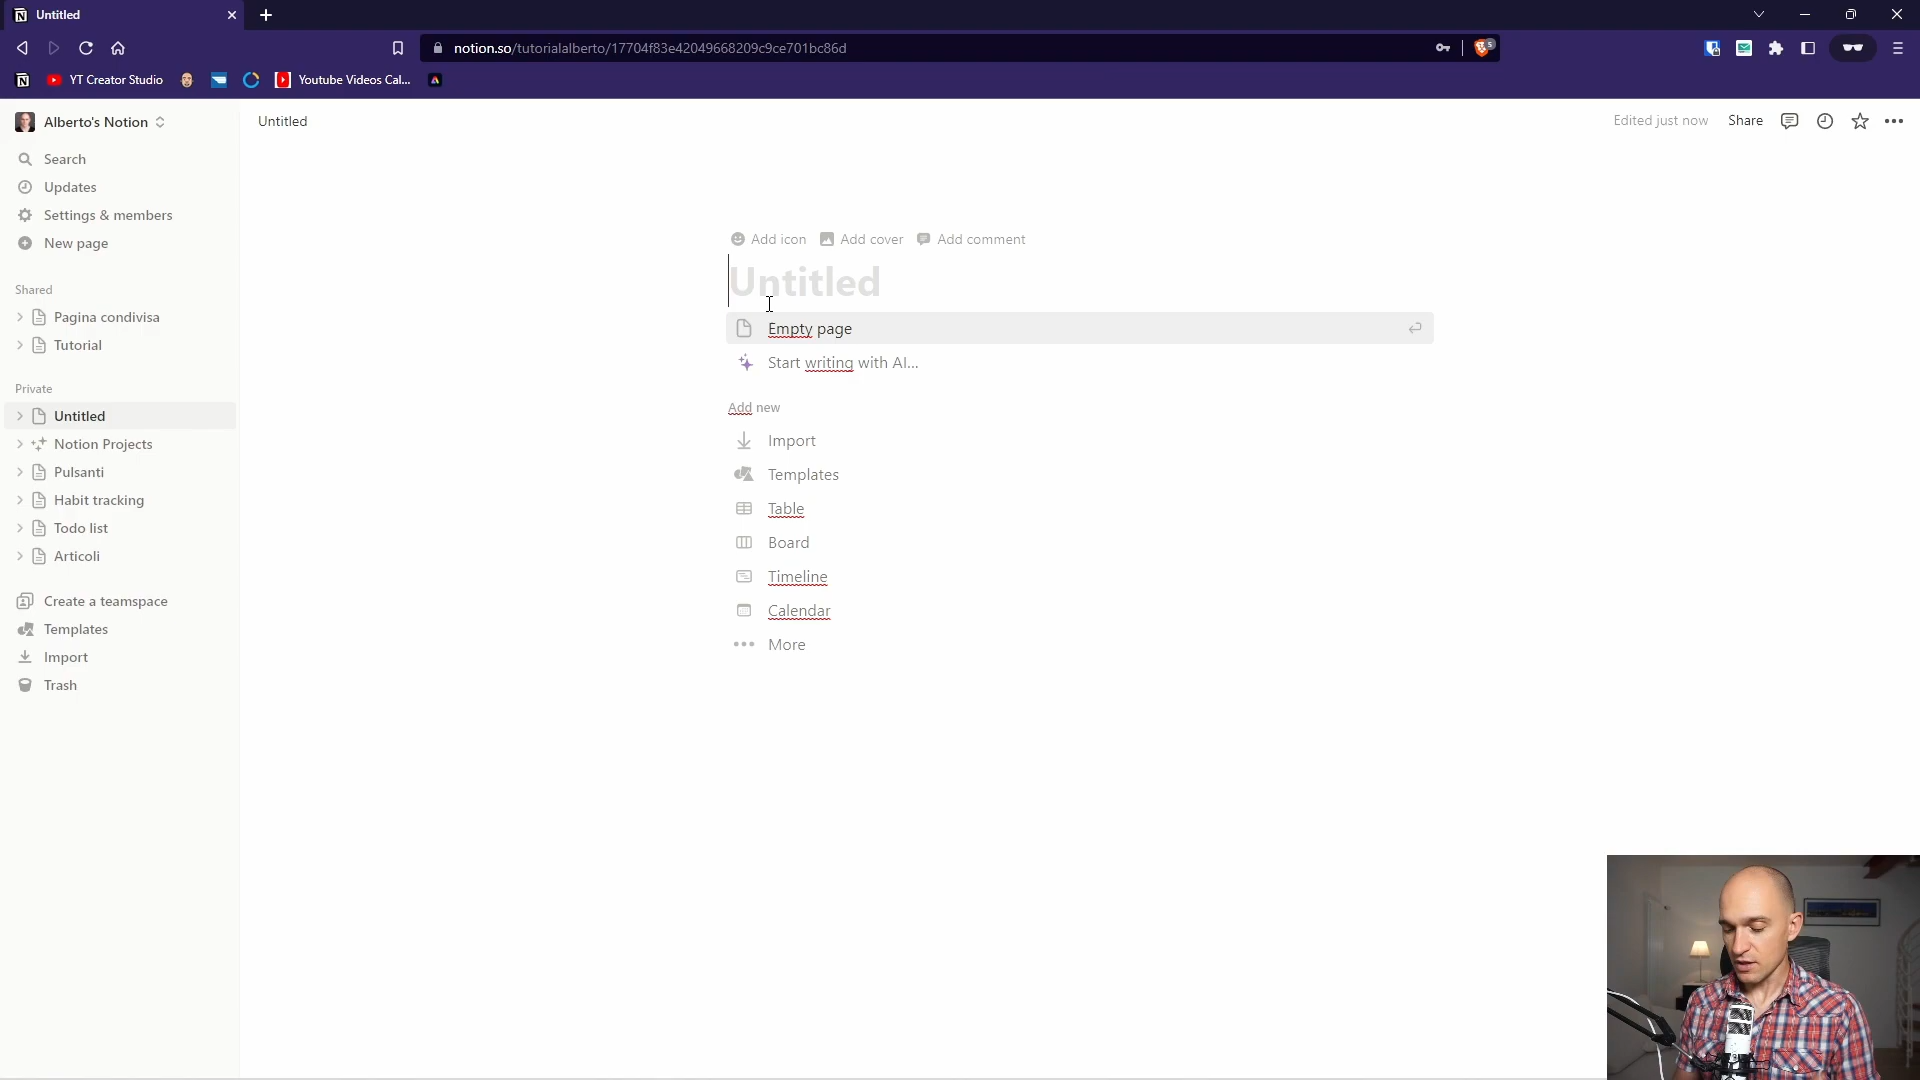 Untitled
notion.so/tutorialalberto/17704f83e42049668209c9ce701bc86d
5
YT Creator Studio
Youtube Videos Cal...
Alberto's Notion
Untitled
Edited just now
Share
Search
Updates
Settings & members
New page
Shared
Pagina condivisa
Tutorial
Private
Untitled
Notion Projects
Pulsanti
Habit tracking
Todo list
Articoli
Create a teamspace
Templates
Import
Trash
Add icon
Add cover
Add comment
Untitled
Empty page
Start writing with AI...
Add new
Import
Templates
Table
Board
Timeline
Calendar
More